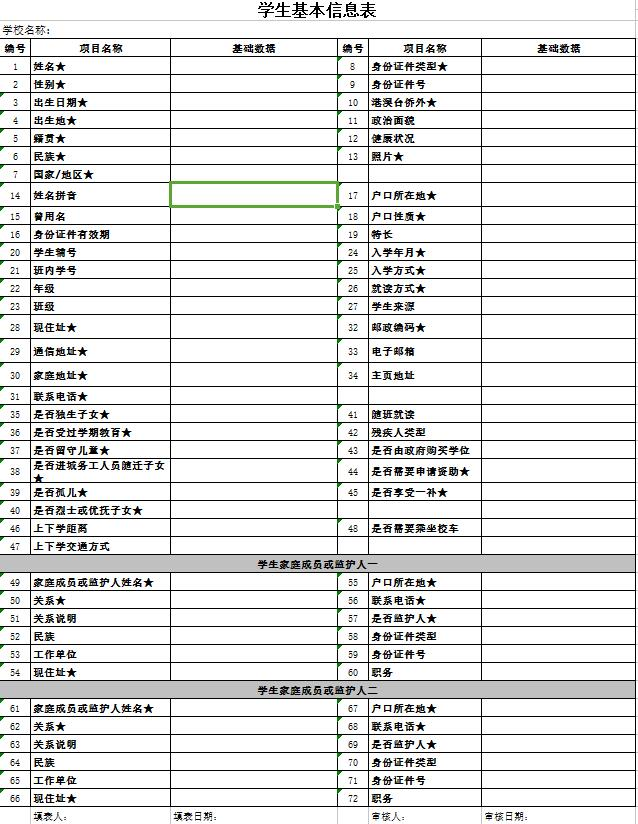 学生基本信息表
学校名称：
编号 项目名称 基础数据 编号 项目名称 基础数据
1 姓名★ 8 身份证件类型★
2 性别★ 9 身份证件号
3 出生日期★ 10 港澳台侨外★
4 出生地★ 11 政治面貌
5 籍贯★ 12 健康状况
6 民族★ 13 照片★
7 国家/地区★
14 姓名拼音 17 户口所在地★
15 曾用名 18 户口性质★
16 身份证件有效期 19 特长
20 学生辅号 24 入学年月★
21 班内学号 25 入学方式★
22 年级 26 就读方式★
23 班级 27 学生来源
28 现住址★ 32 邮政编码★
29 通信地址★ 33 电子邮箱
30 家庭地址★ 34 主页地址
31 联系电话★
35 是否独生子女★ 41 随班就读
36 是否受过学前教育★ 42 残疾人类型
37 是否留守儿童★ 43 是否由政府购买学位
38 是否进城务工人员随迁子女★ 44 是否需要申请资助★
39 是否孤儿★ 45 是否享受一补★
40 是否烈士或优抚子女★
46 上下学距离 48 是否需要乘坐校车
47 上下学交通方式
学生家庭成员或监护人一
49 家庭成员或监护人姓名★ 55 户口所在地★
50 关系★ 56 联系电话★
51 关系说明 57 是否监护人★
52 民族 58 身份证件类型
53 工作单位 59 身份证件号
54 现住址★ 60 职务
学生家庭成员或监护人二
61 家庭成员或监护人姓名★ 67 户口所在地★
62 关系★ 68 联系电话★
63 关系说明 69 是否监护人★
64 民族 70 身份证件类型
65 工作单位 71 身份证件号
66 现住址★ 72 职务
填表人： 填表日期： 审核人： 审核日期：